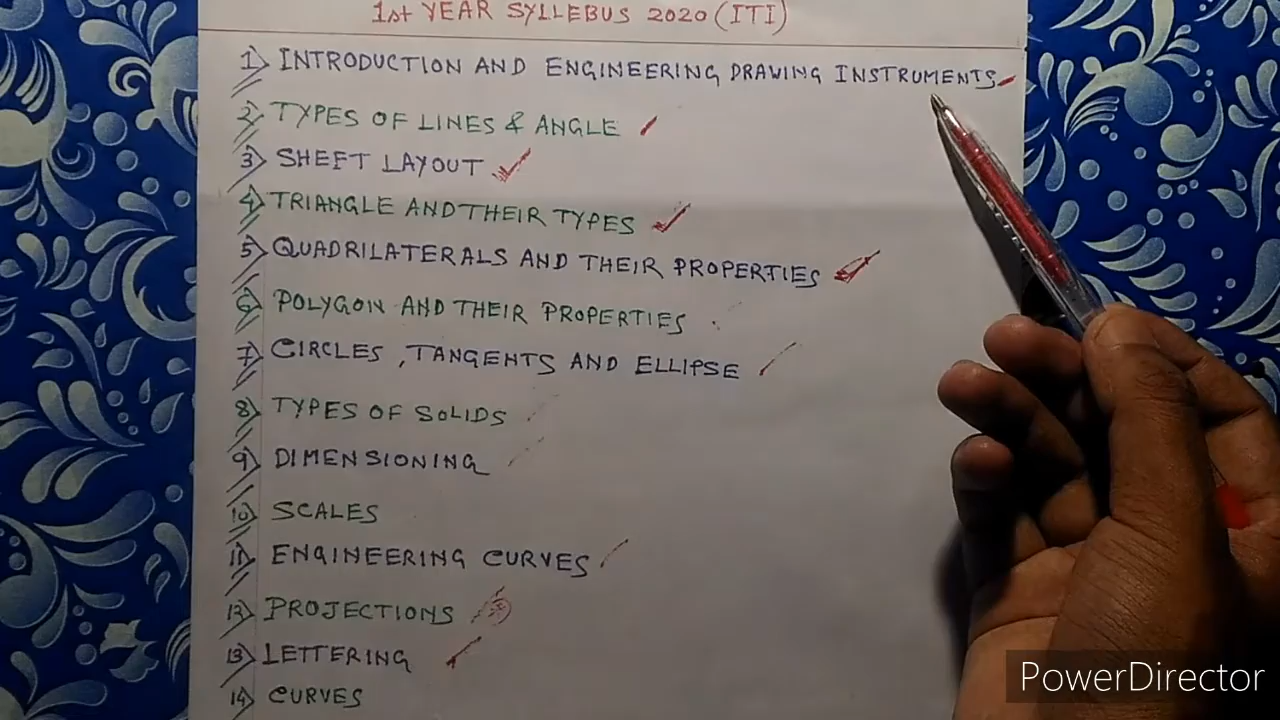 1st YEAR SYLLEBUS 2020 (ITI)
1) INTRODUCTION AND ENGINEERING DRAWING INSTRUMENTS
2) TYPES OF LINES & ANGLE
3) SHEET LAYOUT
4) TRIANGLE AND THEIR TYPES
5) QUADRILATERALS AND THEIR PROPERTIES
6) POLYGON AND THEIR PROPERTIES
7) CIRCLES, TANGENTS AND ELLIPSE
8) TYPES OF SOLIDS
9) DIMENSIONING
10) SCALES
11) ENGINEERING CURVES
12) PROJECTIONS
13) LETTERING
14) CURVES
PowerDirector